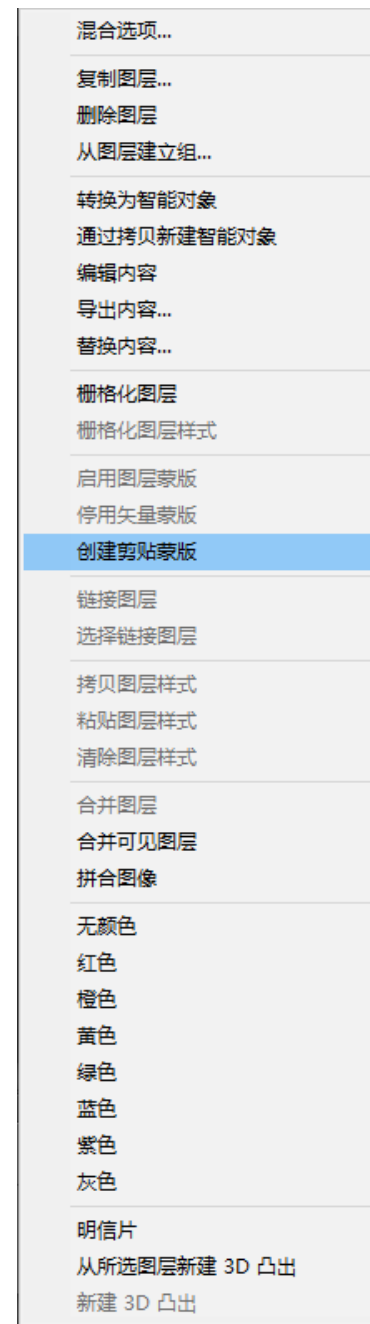 混合选项...
复制图层...
删除图层
从图层建立组...
转换为智能对象
通过拷贝新建智能对象
编辑内容
导出内容...
替换内容...
栅格化图层
栅格化图层样式
启用图层蒙版
停用矢量蒙版
创建剪贴蒙版
链接图层
选择链接图层
拷贝图层样式
粘贴图层样式
清除图层样式
合并图层
合并可见图层
拼合图像
无颜色
红色
橙色
黄色
绿色
蓝色
紫色
灰色
明信片
从所选图层新建 3D 凸出
新建 3D 凸出